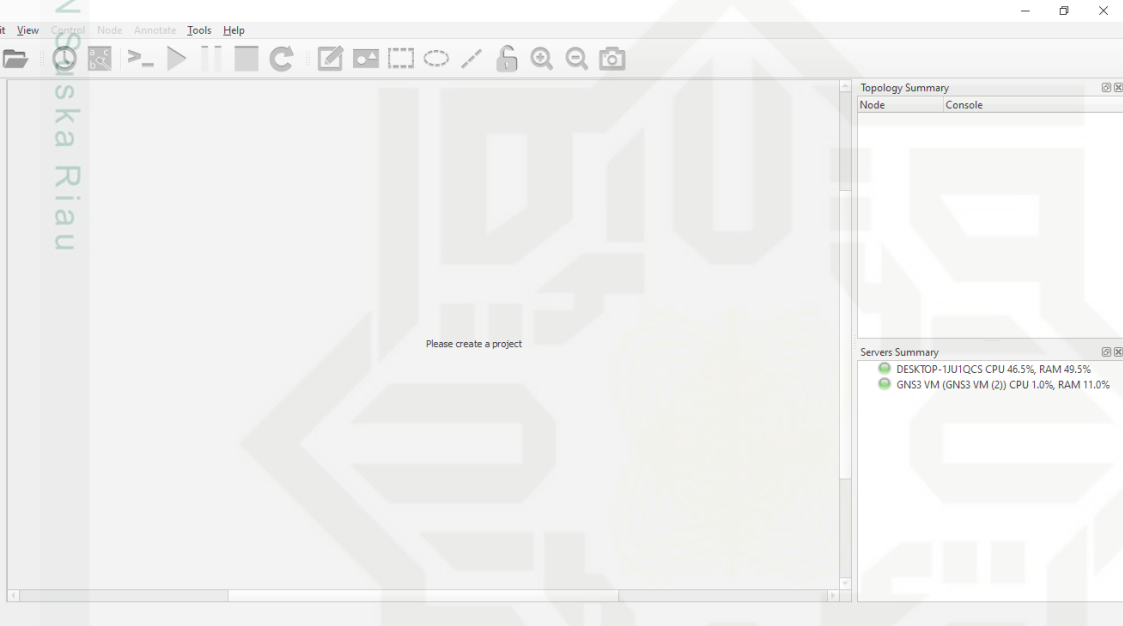 it View Control Node Annotate Tools Help
N Suska Riau
Please create a project
Topology Summary
Node Console
Servers Summary
DESKTOP-1JU1QCS CPU 46.5%, RAM 49.5%
GNS3 VM (GNS3 VM (2)) CPU 1.0%, RAM 11.0%